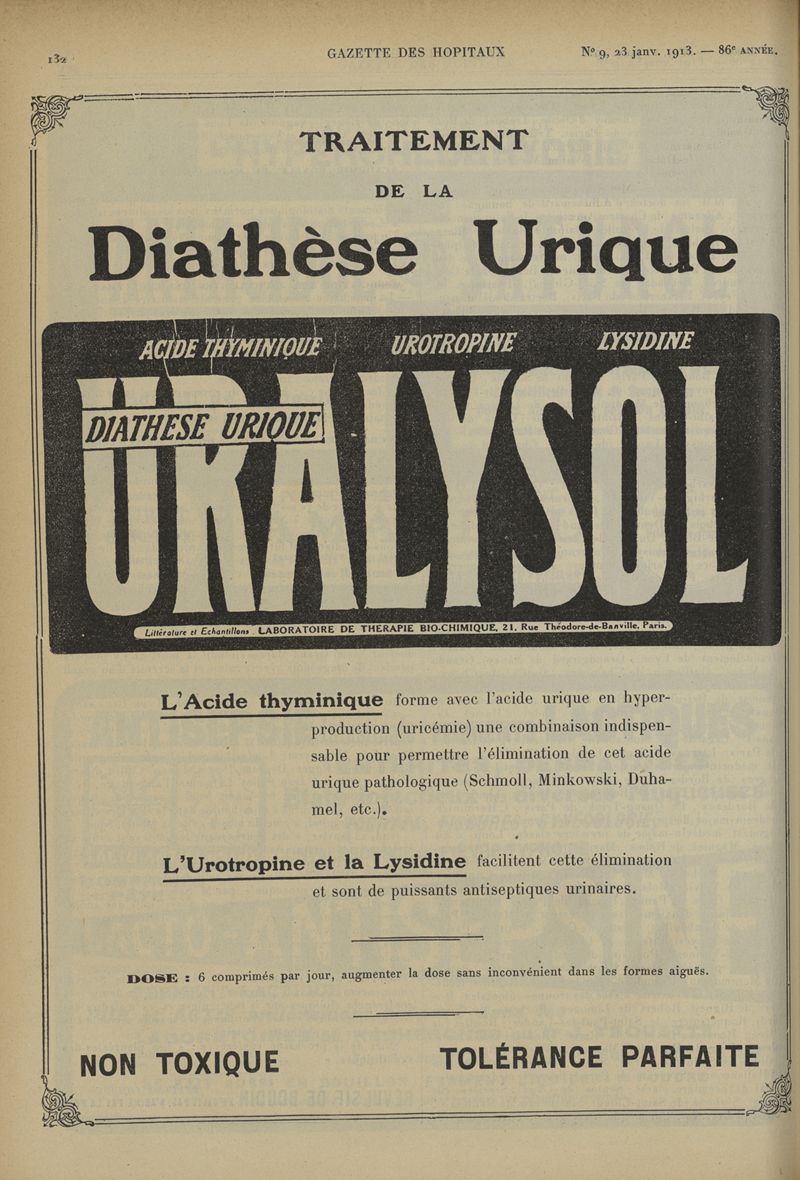 132
GAZETTE DES HOPITAUX
Nº 9, 23 janv. 1913. — 86e ANNÉE.
TRAITEMENT
DE LA
Diathèse Urique
ACIDE THYMINIQUE UROTROPINE LYSIDINE
URALYSOL
DIATHESE URIQUE
Littérature et Echantillons. LABORATOIRE DE THERAPIE BIO-CHIMIQUE, 21, Rue Théodore-de-Banville, Paris.
L'Acide thyminique forme avec l'acide urique en hyper-
production (uricémie) une combinaison indispen-
sable pour permettre l'élimination de cet acide
urique pathologique (Schmoll, Minkowski, Duha-
mel, etc.).
L'Urotropine et la Lysidine facilitent cette élimination
et sont de puissants antiseptiques urinaires.
DOSE : 6 comprimés par jour, augmenter la dose sans inconvénient dans les formes aiguës.
NON TOXIQUE TOLÉRANCE PARFAITE